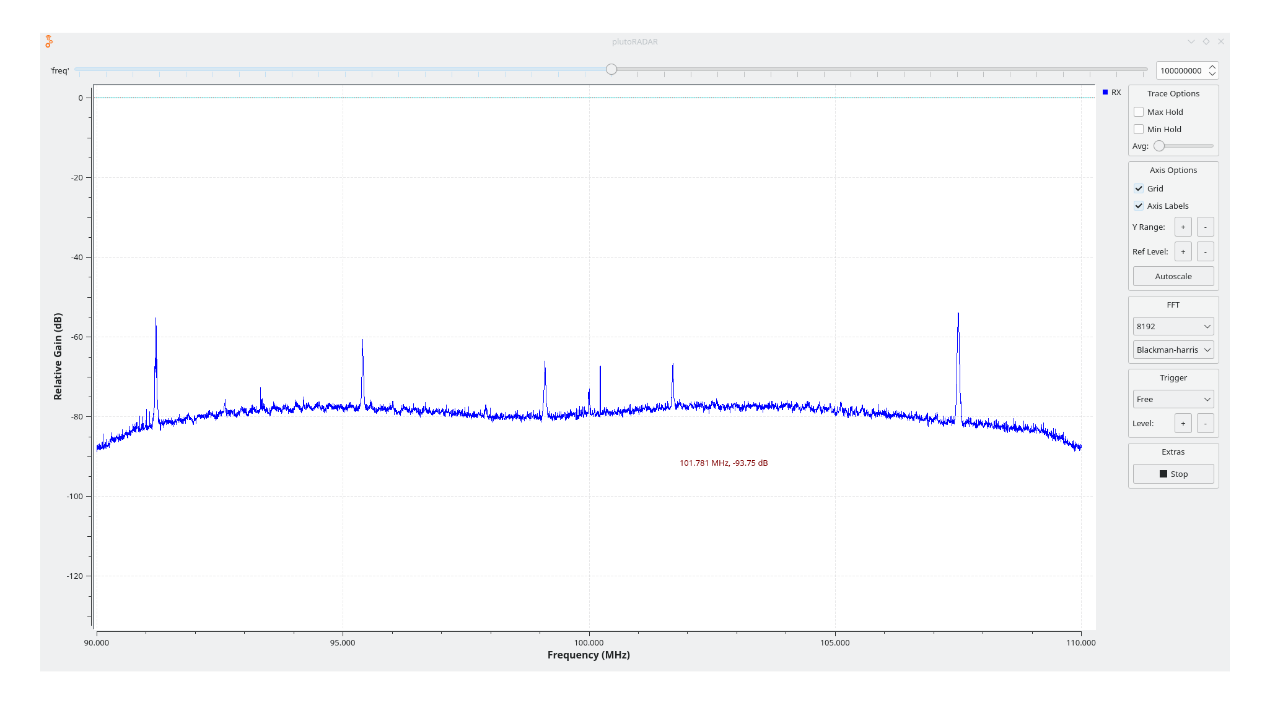 plutoRADAR
'freq'
100000000
RX
Trace Options
Max Hold
Min Hold
Avg:
Axis Options
Grid
Axis Labels
Y Range: + -
Ref Level: + -
Autoscale
FFT
8192
Blackman-harris
Trigger
Free
Level: + -
Extras
Stop
Relative Gain (dB)
0
-20
-40
-60
-80
-100
-120
101.781 MHz, -93.75 dB
90.000 95.000 100.000 105.000 110.000
Frequency (MHz)